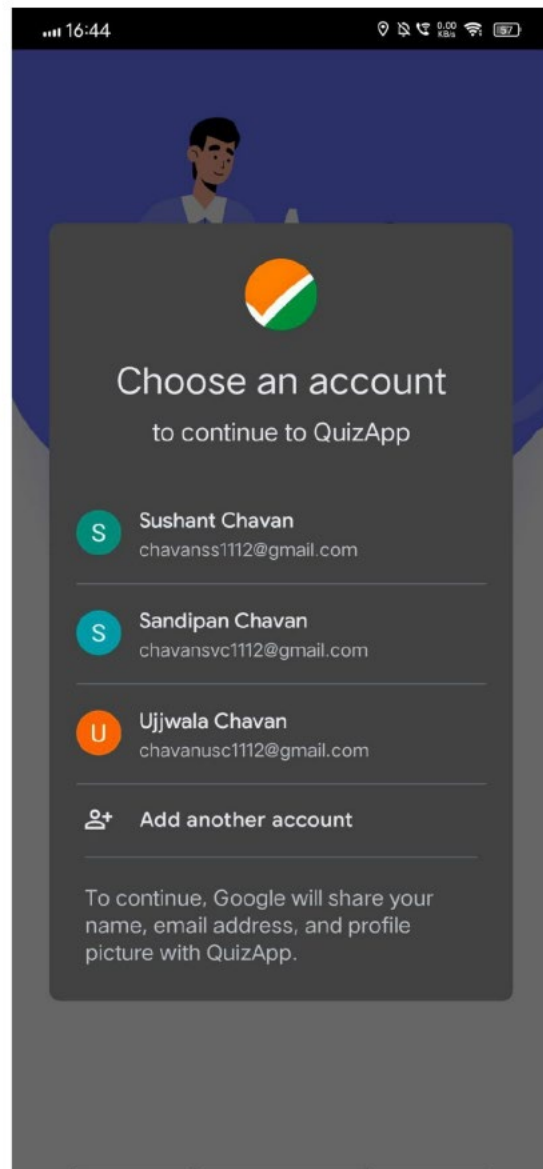 16:44
0.00
KB/s
57
Choose an account
to continue to QuizApp
S
Sushant Chavan
chavanss1112@gmail.com
S
Sandipan Chavan
chavansvc1112@gmail.com
U
Ujjwala Chavan
chavanusc1112@gmail.com
Add another account
To continue, Google will share your
name, email address, and profile
picture with QuizApp.